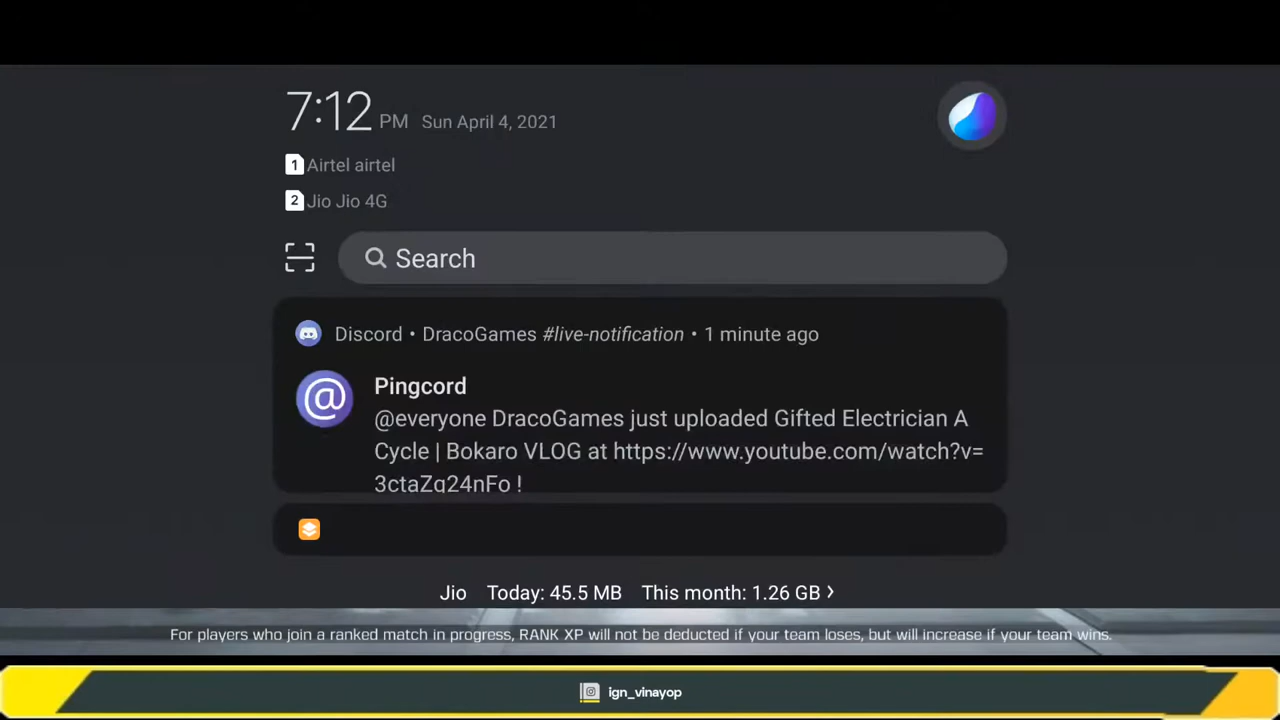 7:12 PM Sun April 4, 2021
1 Airtel airtel
2 Jio Jio 4G
Search
Discord • DracoGames #live-notification • 1 minute ago
@
Pingcord
@everyone DracoGames just uploaded Gifted Electrician A
Cycle | Bokaro VLOG at https://www.youtube.com/watch?v=
3ctaZq24nFo !
Jio Today: 45.5 MB This month: 1.26 GB >
For players who join a ranked match in progress, RANK XP will not be deducted if your team loses, but will increase if your team wins.
ign_vinayop